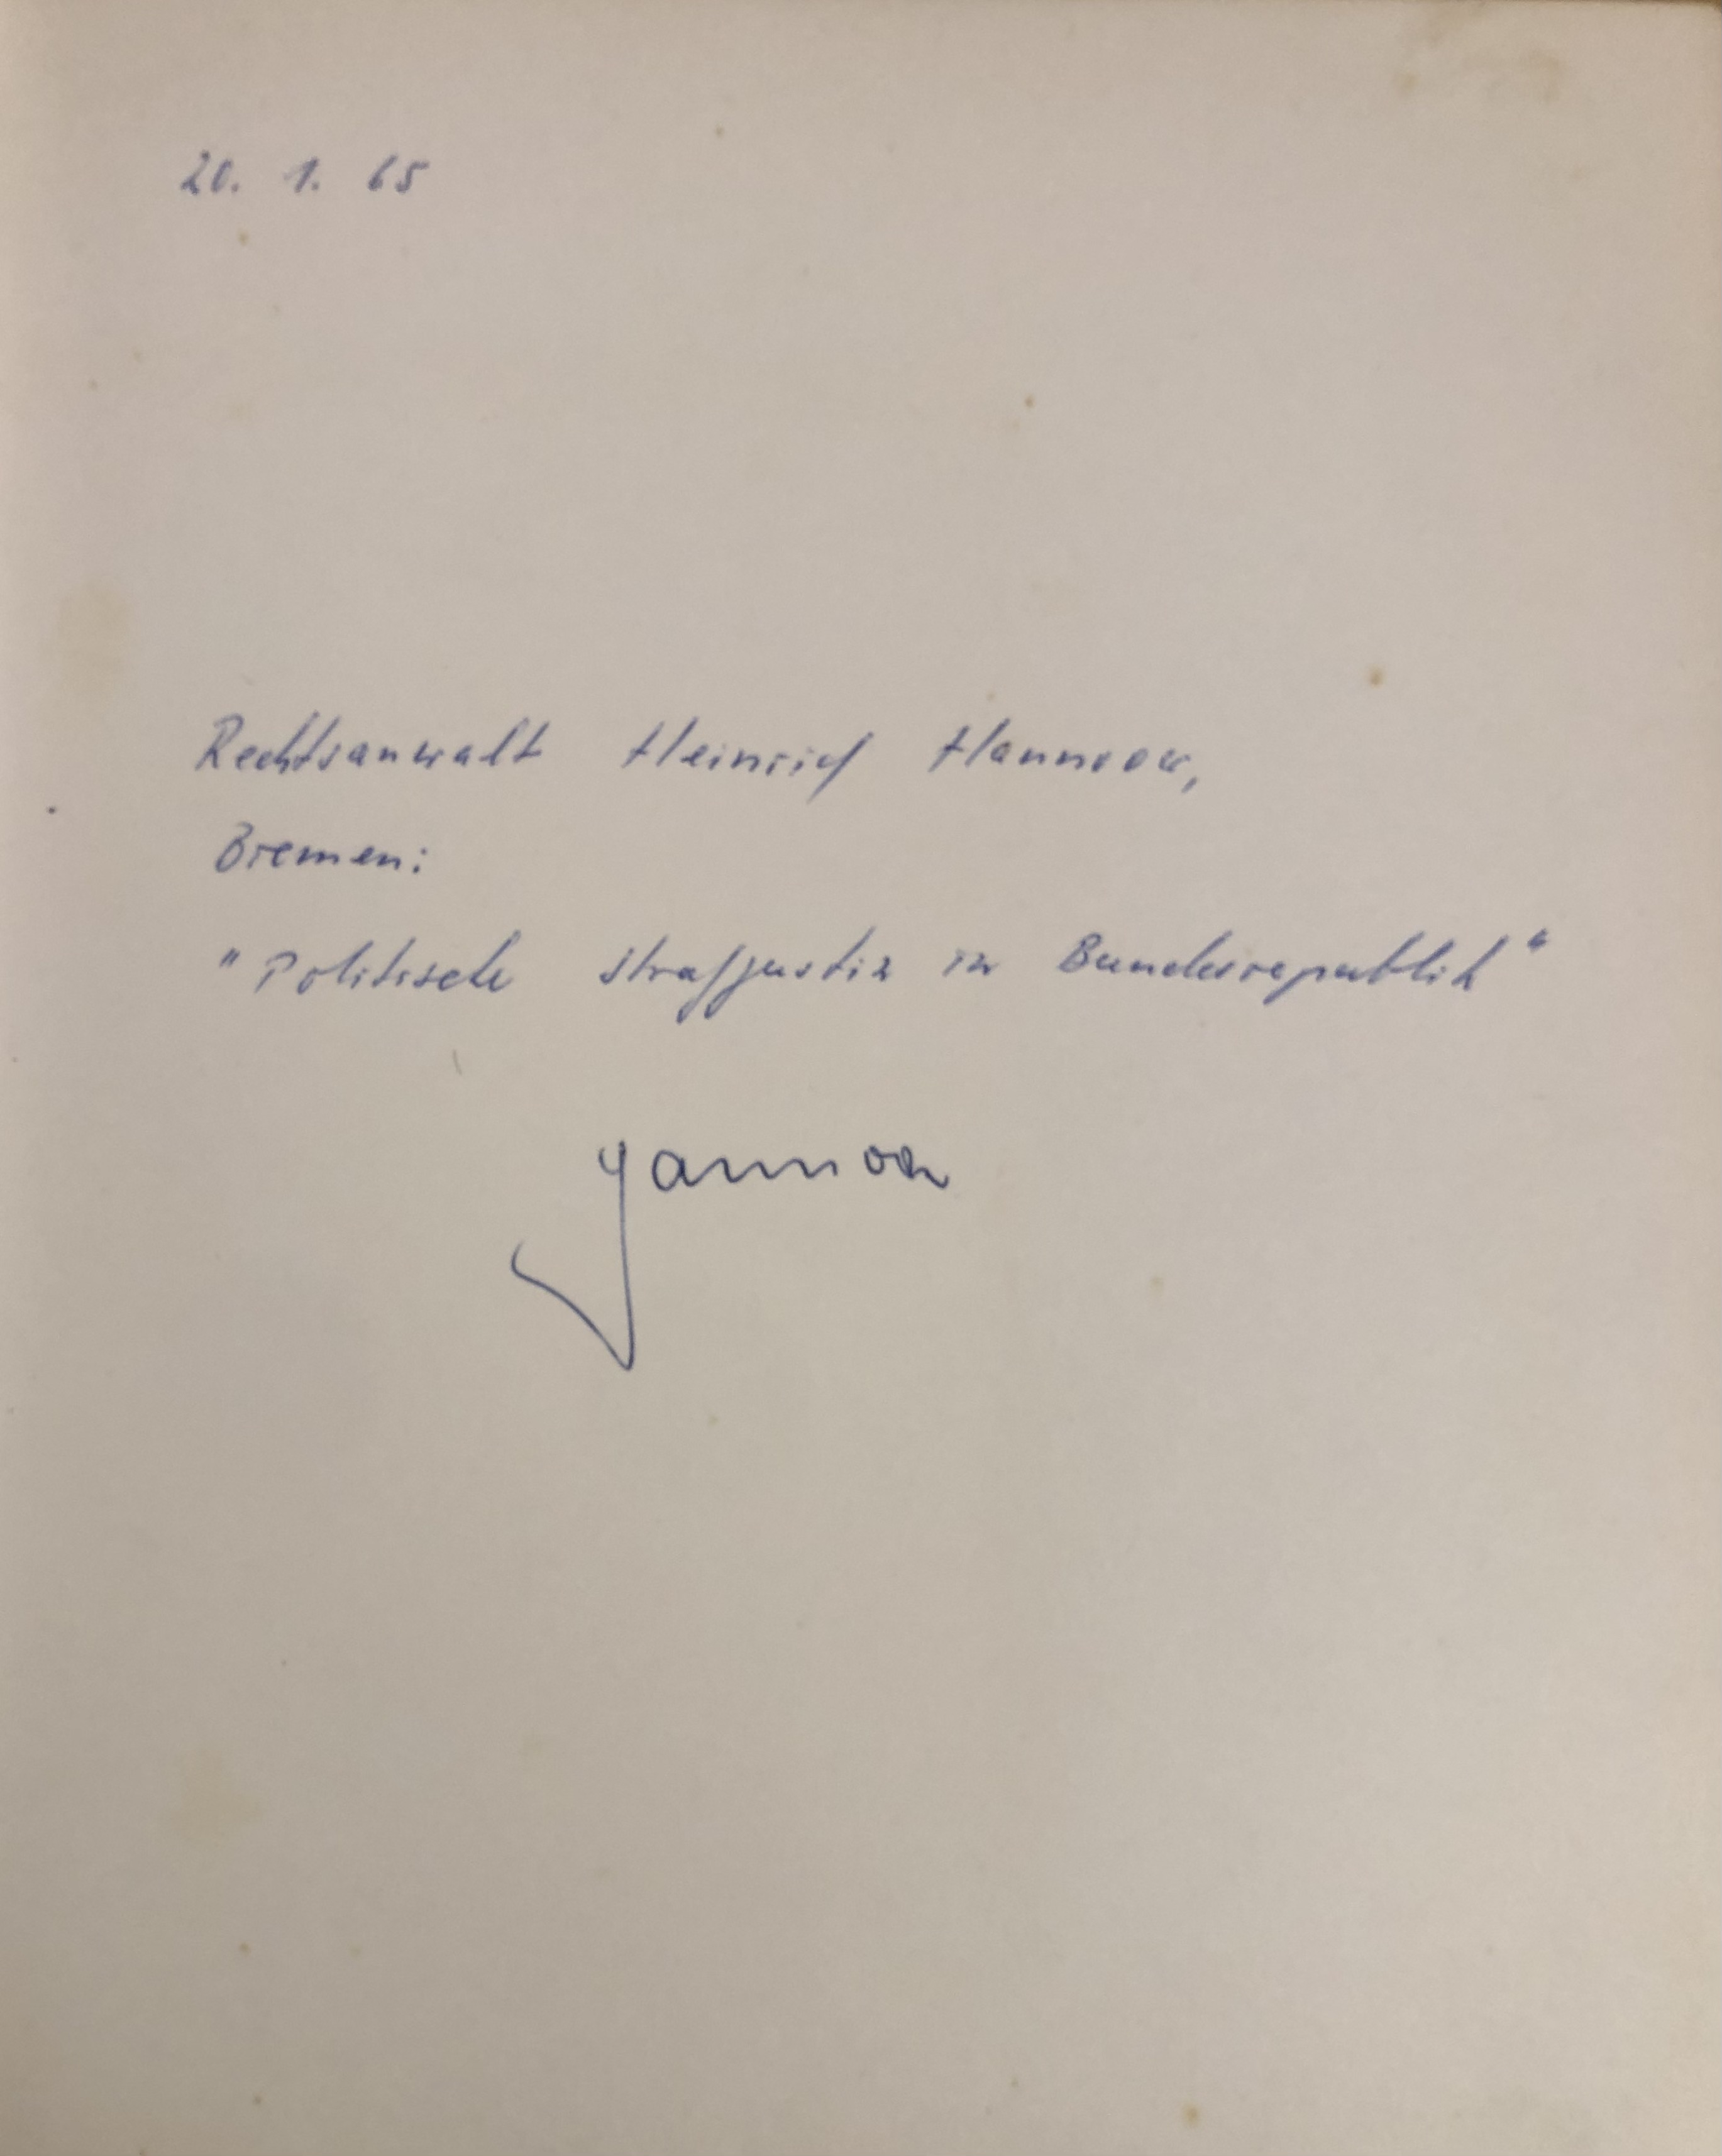 20. 1. 65
Rechtsanwalt Heinrich Hannover,
Bremen:
"Politische Strafjustiz in Bundesrepublik"
Hannover